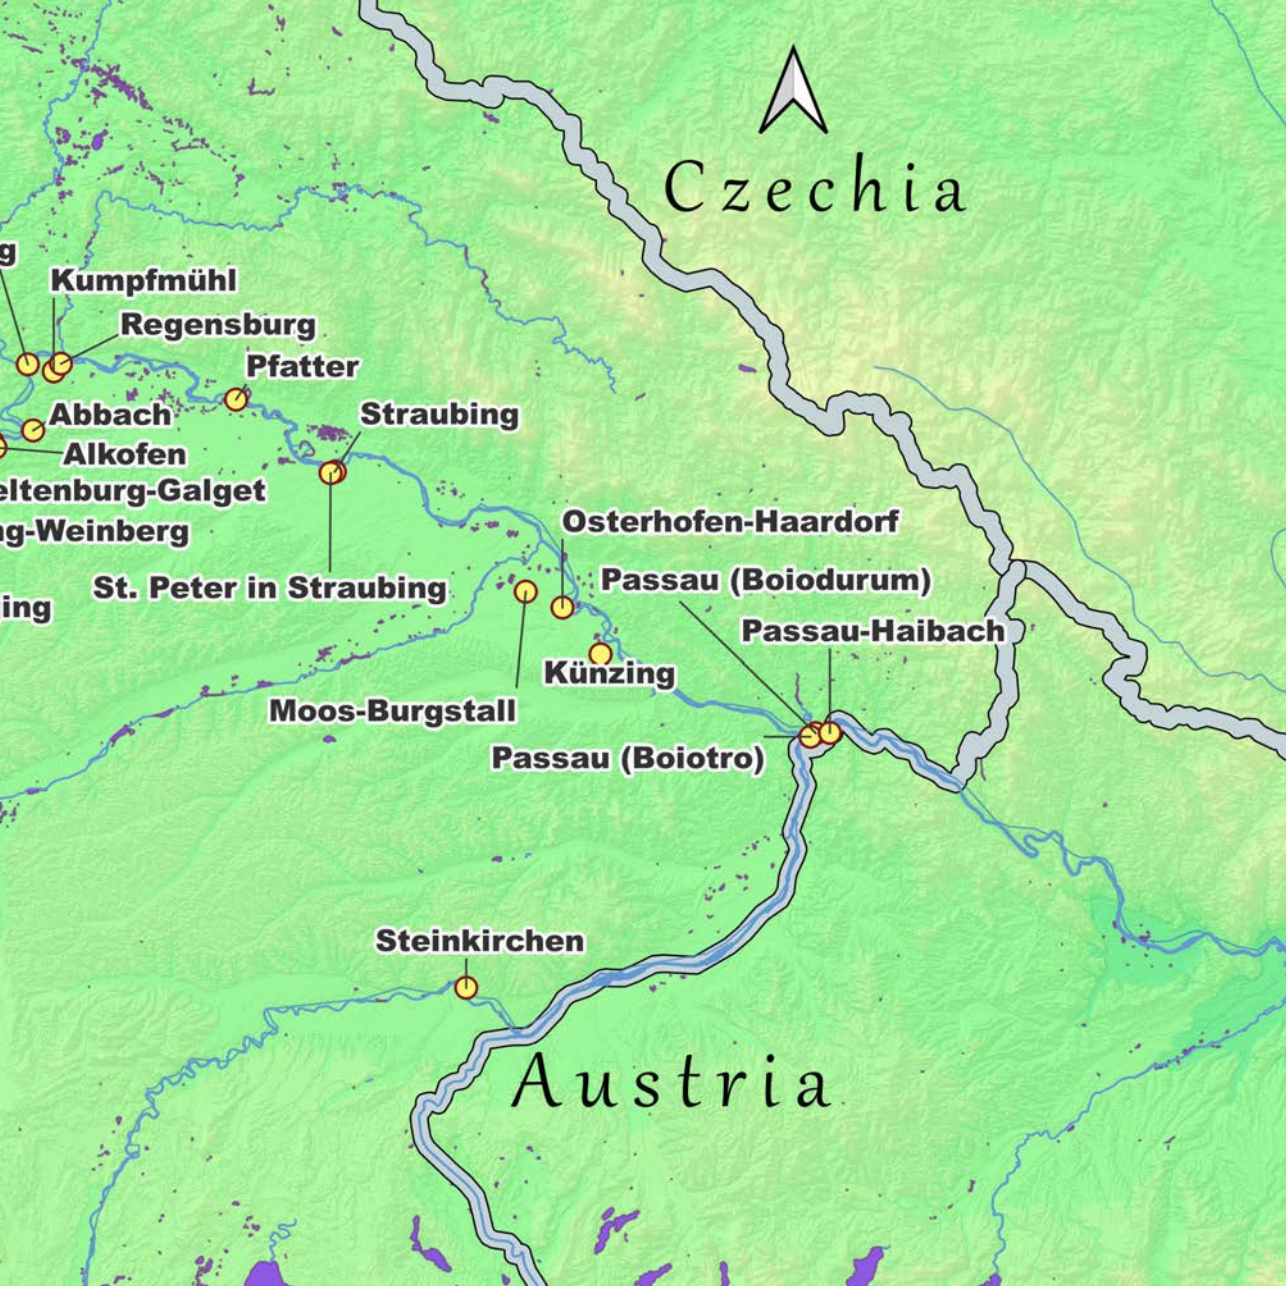 Czechia
g
Kumpfmühl
Regensburg
Pfatter
Abbach
Straubing
Alkofen
eltenburg-Galget
ng-Weinberg
Osterhofen-Haardorf
St. Peter in Straubing
Passau (Boiodurum)
ing
Passau-Haibach
Künzing
Moos-Burgstall
Passau (Boiotro)
Steinkirchen
Austria